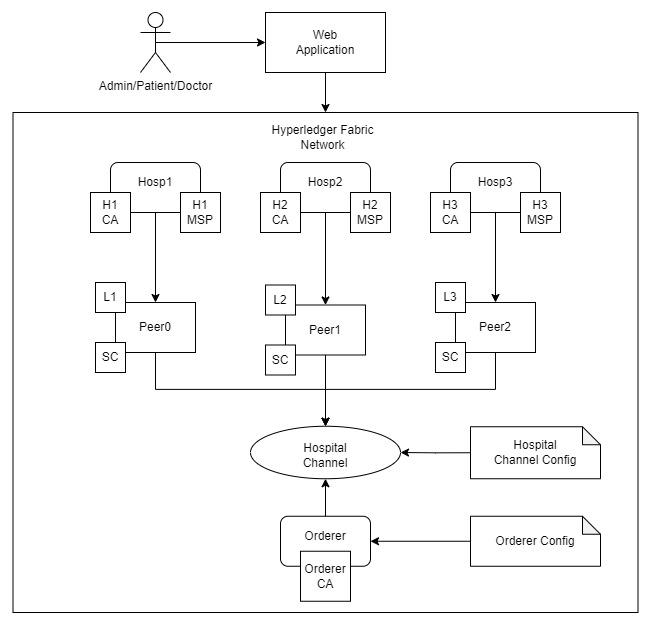 Web
Application
Admin/Patient/Doctor
Hyperledger Fabric
Network
Hosp1
H1
CA
H1
MSP
Hosp2
H2
CA
H2
MSP
Hosp3
H3
CA
H3
MSP
L1
Peer0
SC
L2
Peer1
SC
L3
Peer2
SC
Hospital
Channel
Hospital
Channel Config
Orderer
Orderer
CA
Orderer Config